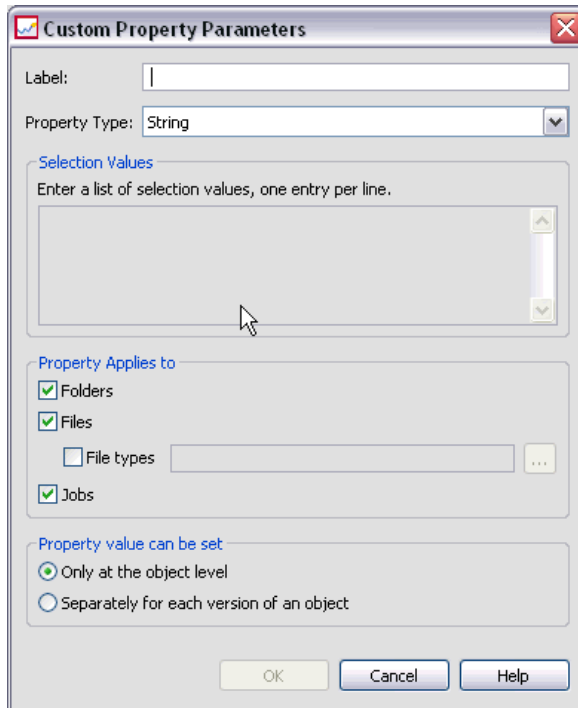 Custom Property Parameters
Label:
Property Type: String
Selection Values
Enter a list of selection values, one entry per line.
Property Applies to
Folders
Files
File types ...
Jobs
Property value can be set
Only at the object level
Separately for each version of an object
OK Cancel Help